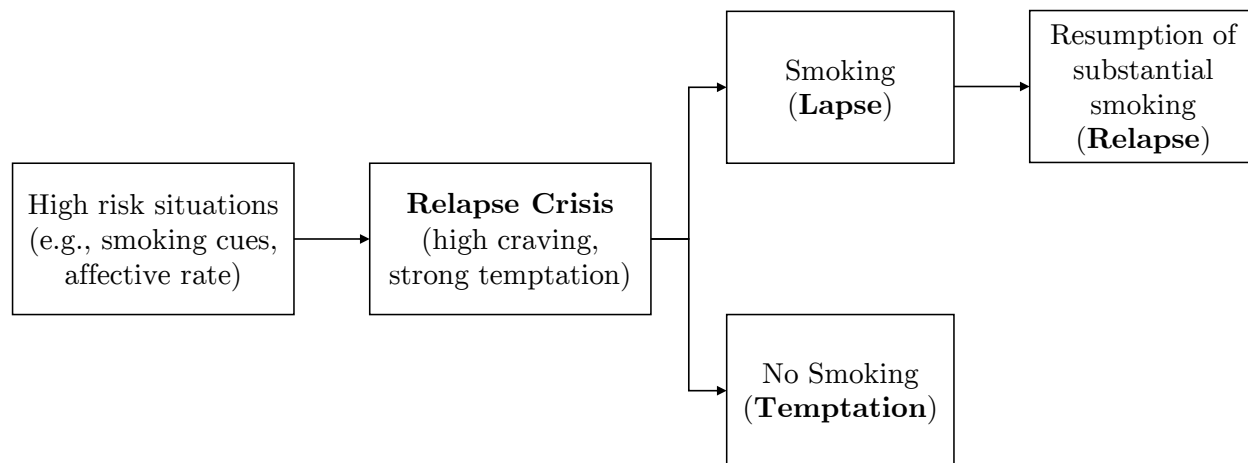 High risk situations
(e.g., smoking cues,
affective rate)
Relapse Crisis
(high craving,
strong temptation)
Smoking
(Lapse)
Resumption of
substantial
smoking
(Relapse)
No Smoking
(Temptation)